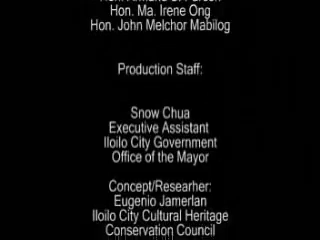 Hon. Ma. Irene Ong
Hon. John Melchor Mabilog
Production Staff:
Snow Chua
Executive Assistant
Iloilo City Government
Office of the Mayor
Concept/Researher:
Eugenio Jamerlan
Iloilo City Cultural Heritage
Conservation Council